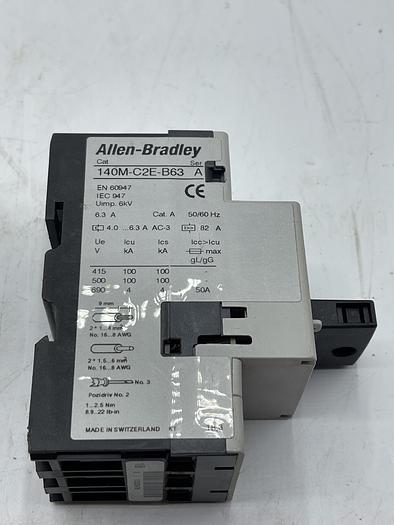 Allen-Bradley
Cat Ser
140M-C2E-B63 A
EN 60947
IEC 947
Uimp. 6kV
CE
6.3 A Cat. A 50/60 Hz
4.0 ...6.3 A AC-3 82 A
Ue Icu Ics Icc>Icu
V kA kA max
gL/gG
415 100 100 -
500 100 100 -
690 4 4 50A
9 mm
2 * 1...4 mm²
No. 16...8 AWG
2 * 1.5...6 mm²
No. 16...8 AWG
No. 3
Pozidriv No. 2
1...2.5 Nm
8.9...22 lb-in
MADE IN SWITZERLAND